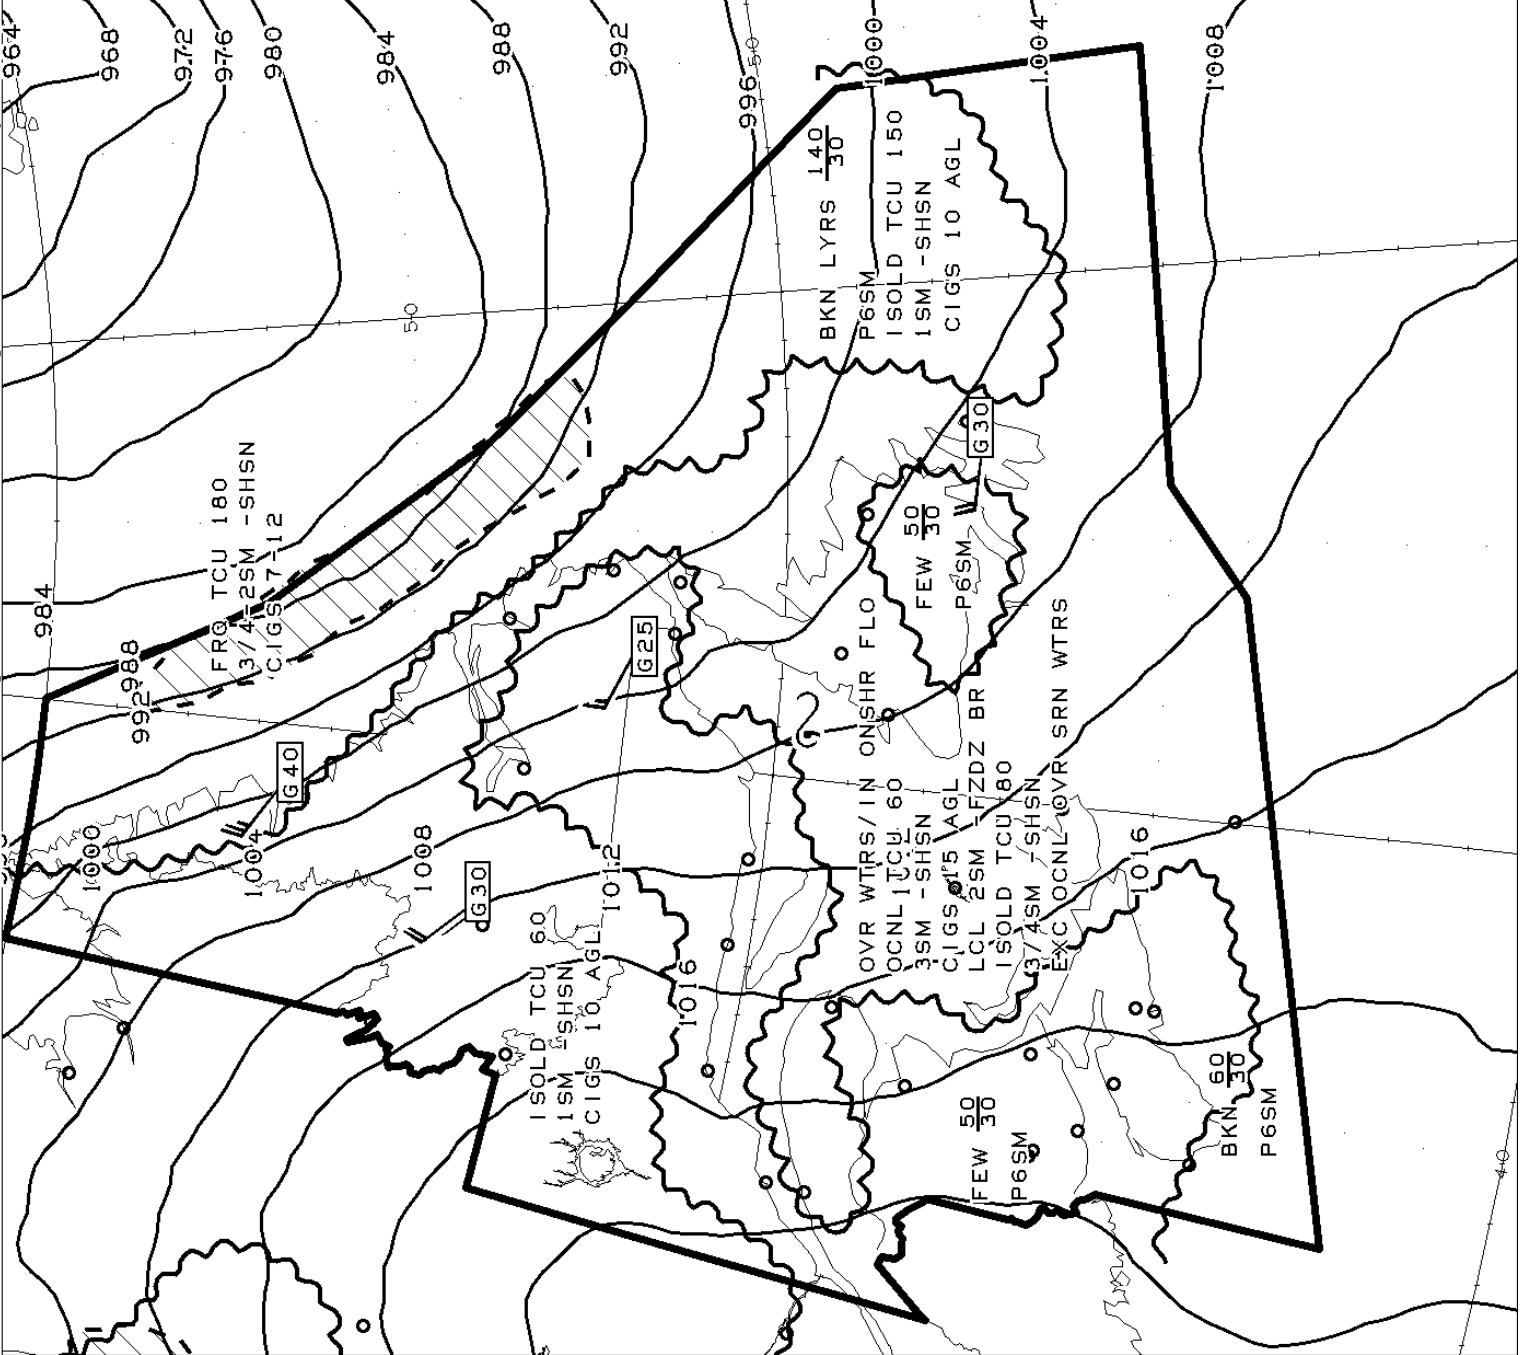 964
968
972
976
980
984
988
992
996
1000
1004
1008
50
50
140
30
BKN LYRS
P6SM
ISOLD TCU 150
1SM -SHSN
CIGS 10 AGL
FRQ TCU 180
3/4-2SM -SHSN
CIGS 7-12
984
988
992
G40
G25
G30
G30
1000
1004
1008
1012
1016
1016
FEW 50
30
P6SM
ISOLD TCU 60
1SM -SHSN
CIGS 10 AGL
OVR WTRS/IN ONSHR FLO
OCNL TCU 60
3SM -SHSN
CIGS 15 AGL
LCL 2SM -FZDZ BR
ISOLD TCU 80
3/4SM -SHSN
EXC OCNL OVR SRN WTRS
FEW 50
30
P6SM
BKN 60
30
P6SM
40